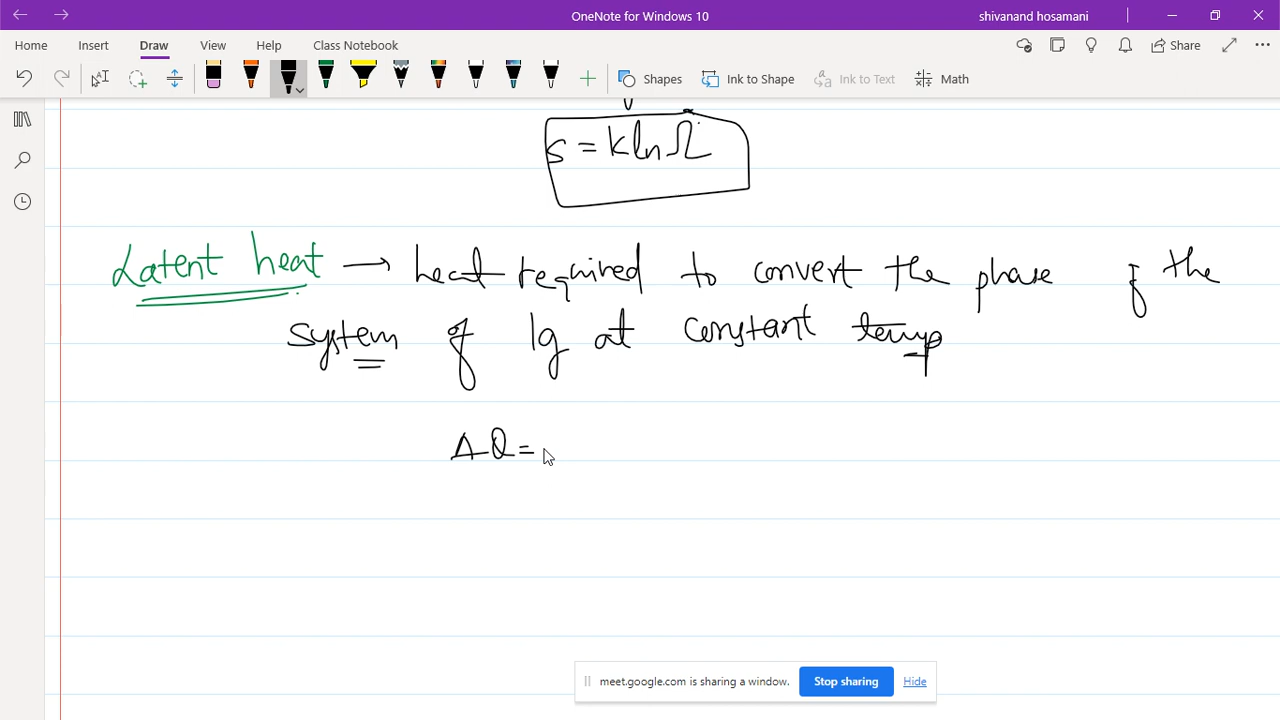 OneNote for Windows 10
shivanand hosamani
Home Insert Draw View Help Class Notebook
Share
Shapes Ink to Shape Ink to Text Math
S = k ln Ω
Latent heat → heat required to convert the phase of the
system of 1g at constant temp
ΔQ =
meet.google.com is sharing a window. Stop sharing Hide